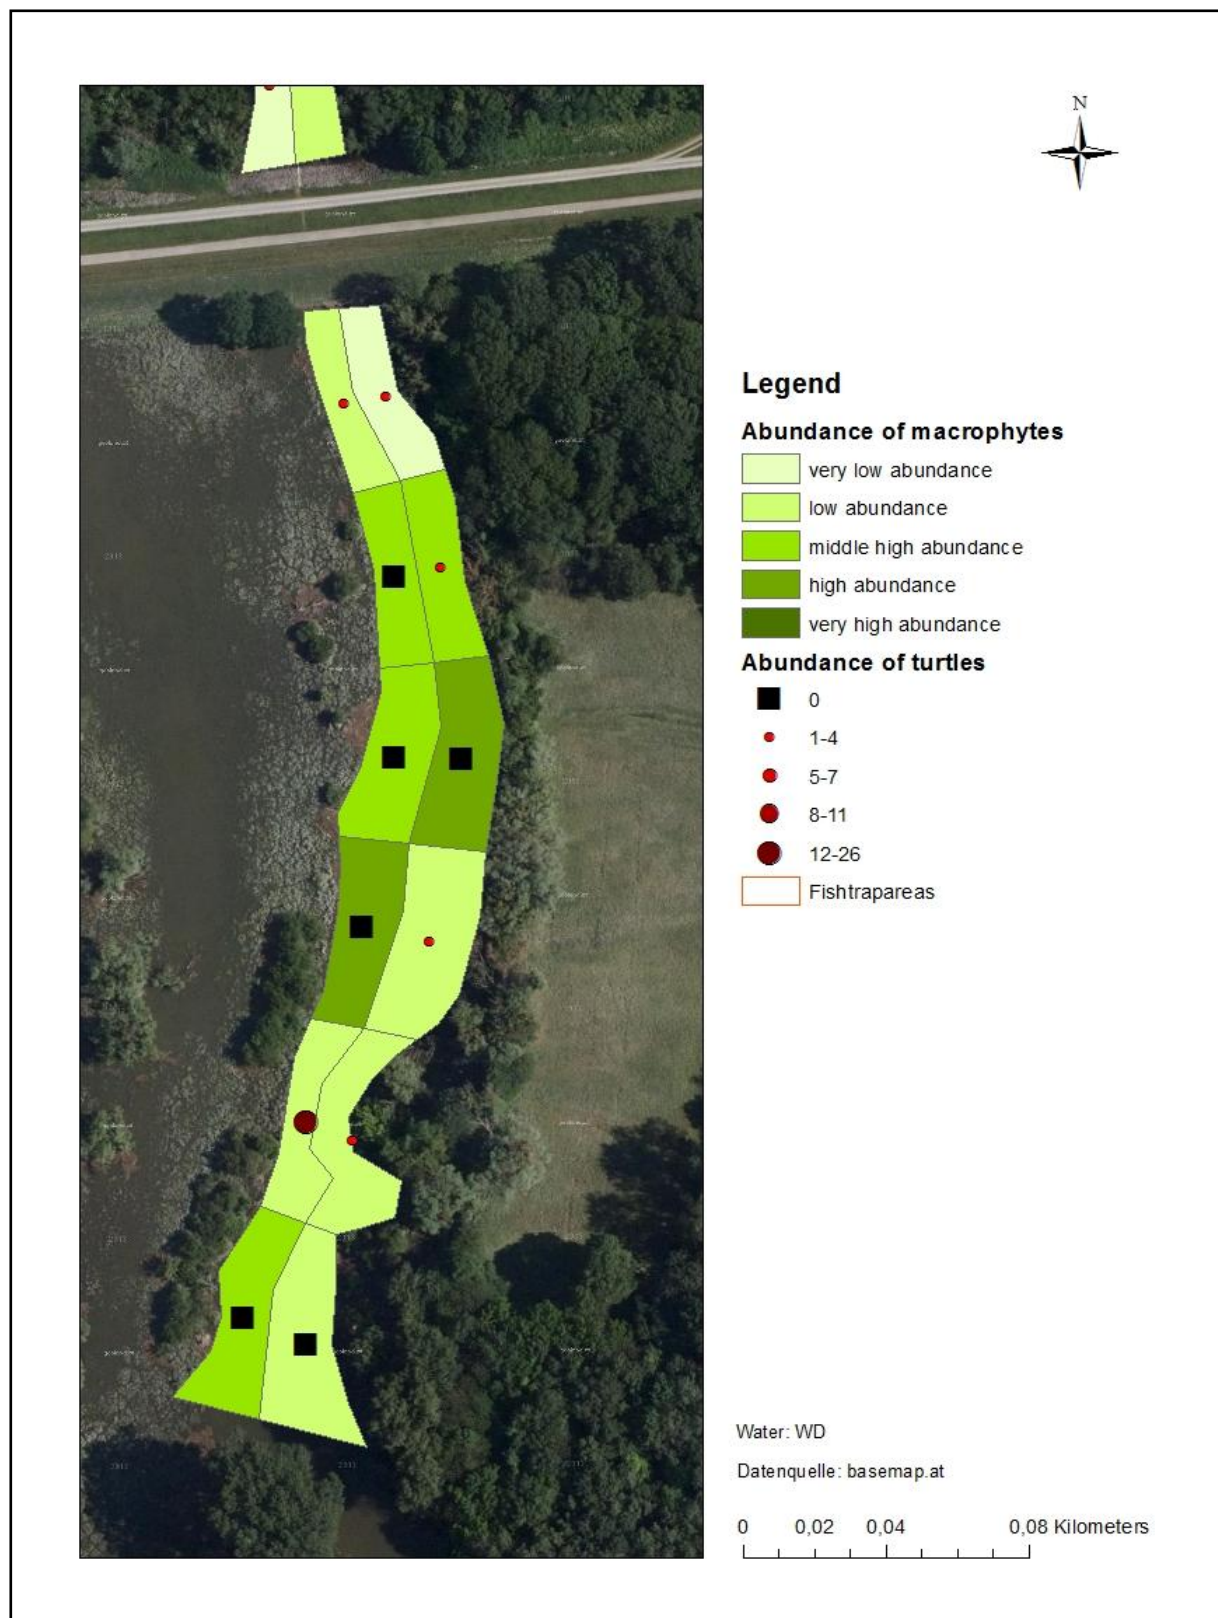 N
Legend
Abundance of macrophytes
very low abundance
low abundance
middle high abundance
high abundance
very high abundance
Abundance of turtles
0
1-4
5-7
8-11
12-26
Fishtrapareas
Water: WD
Datenquelle: basemap.at
0 0,02 0,04 0,08 Kilometers